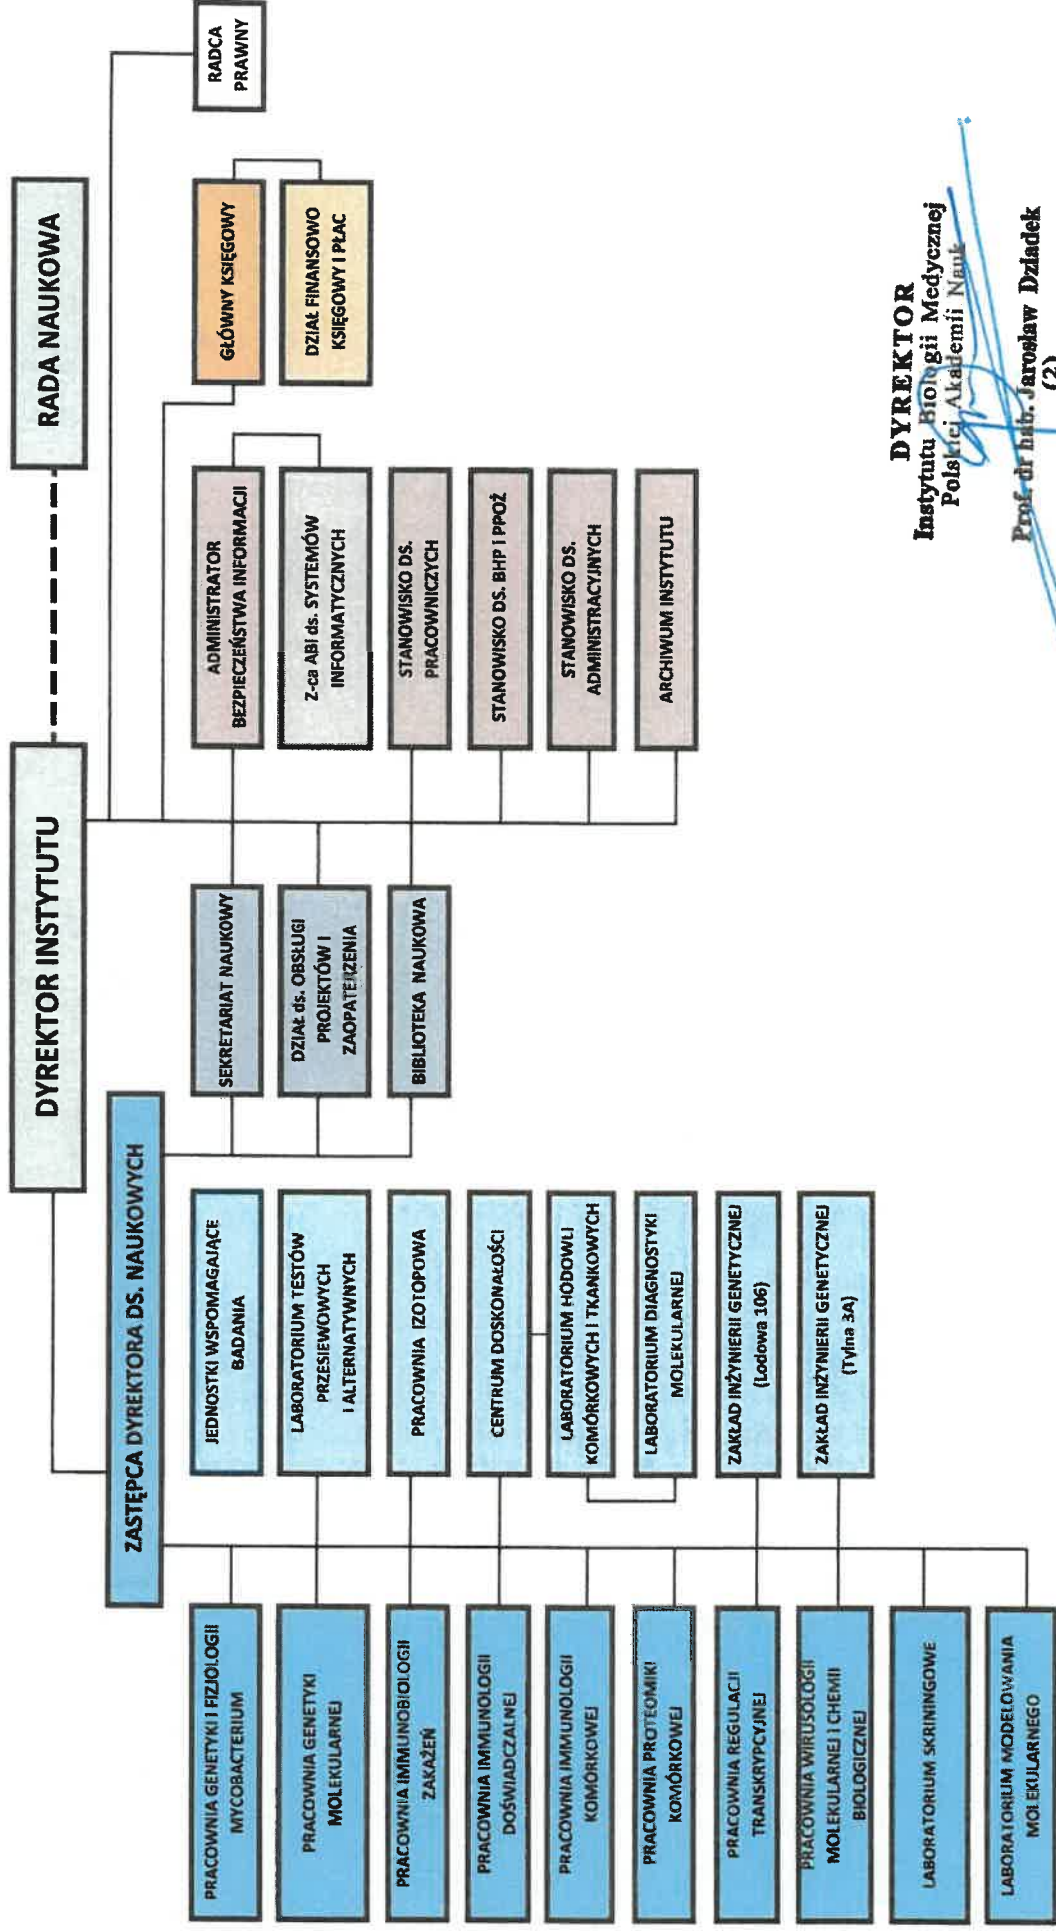 DYREKTOR INSTYTUTU
RADA NAUKOWA
ZASTĘPCA DYREKTORA DS. NAUKOWYCH
RADCA
PRAWNY
PRACOWNIA GENETYKI I FIZJOLOGII
MYCOBACTERIUM
PRACOWNIA GENETYKI
MOLEKULARNEJ
PRACOWNIA IMMUNOBIOLOGII
ZAKAŻEŃ
PRACOWNIA IMMUNOLOGII
DOŚWIADCZALNEJ
PRACOWNIA IMMUNOLOGII
KOMÓRKOWEJ
PRACOWNIA PROTEOMIKI
KOMÓRKOWEJ
PRACOWNIA REGULACJI
TRANSKRYPCYJNEJ
PRACOWNIA WIRUSOLOGII
MOLEKULARNEJ I CHEMII
BIOLOGICZNEJ
LABORATORIUM SKRININGOWE
LABORATORIUM MODELOWANIA
MOLEKULARNEGO
JEDNOSTKI WSPOMAGAJĄCE
BADANIA
LABORATORIUM TESTÓW
PRZESIEWOWYCH
I ALTERNATYWNYCH
PRACOWNIA IZOTOPOWA
CENTRUM DOSKONAŁOŚCI
LABORATORIUM HODOWLI
KOMÓRKOWYCH I TKANKOWYCH
LABORATORIUM DIAGNOSTYKI
MOLEKULARNEJ
ZAKŁAD INŻYNIERII GENETYCZNEJ
(Lodowa 106)
ZAKŁAD INŻYNIERII GENETYCZNEJ
(Tylna 3A)
SEKRETARIAT NAUKOWY
DZIAŁ ds. OBSŁUGI
PROJEKTÓW I
ZAOPATERZENIA
BIBLIOTEKA NAUKOWA
ADMINISTRATOR
BEZPIECZEŃSTWA INFORMACJI
Z-ca ABI ds. SYSTEMÓW
INFORMATYCZNYCH
STANOWISKO DS.
PRACOWNICZYCH
STANOWISKO DS. BHP I PPOŻ
STANOWISKO DS.
ADMINISTRACYJNYCH
ARCHIWUM INSTYTUTU
GŁÓWNY KSIĘGOWY
DZIAŁ FINANSOWO
KSIĘGOWY I PŁAC
DYREKTOR
Instytutu Biologii Medycznej
Polskiej Akademii Nauk
Prof. dr hab. Jarosław Dziadek
(2)